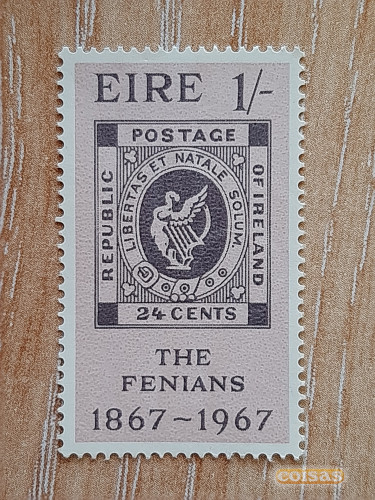 EIRE 1/-
POSTAGE
REPUBLIC
LIBERTAS ET NATALE SOLUM
OF IRELAND
24 CENTS
THE
FENIANS
1867~1967
coisas